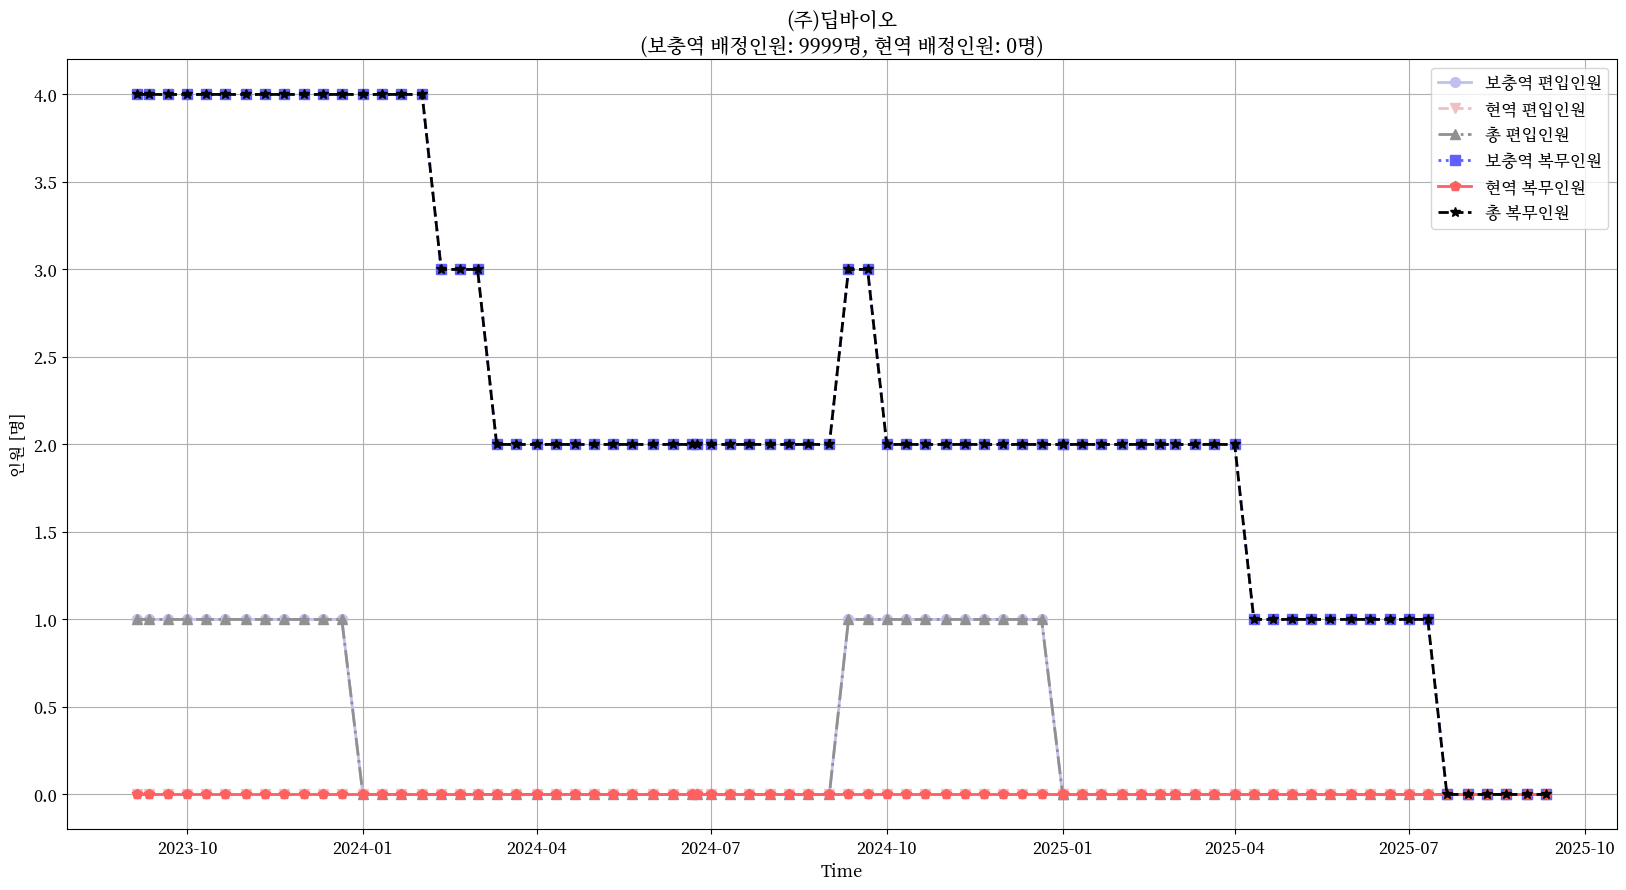 (주)딥바이오
(보충역 배정인원: 9999명, 현역 배정인원: 0명)
보충역 편입인원
현역 편입인원
총 편입인원
보충역 복무인원
현역 복무인원
총 복무인원
인원 [명]
4.0
3.5
3.0
2.5
2.0
1.5
1.0
0.5
0.0
2023-10
2024-01
2024-04
2024-07
2024-10
2025-01
2025-04
2025-07
2025-10
Time